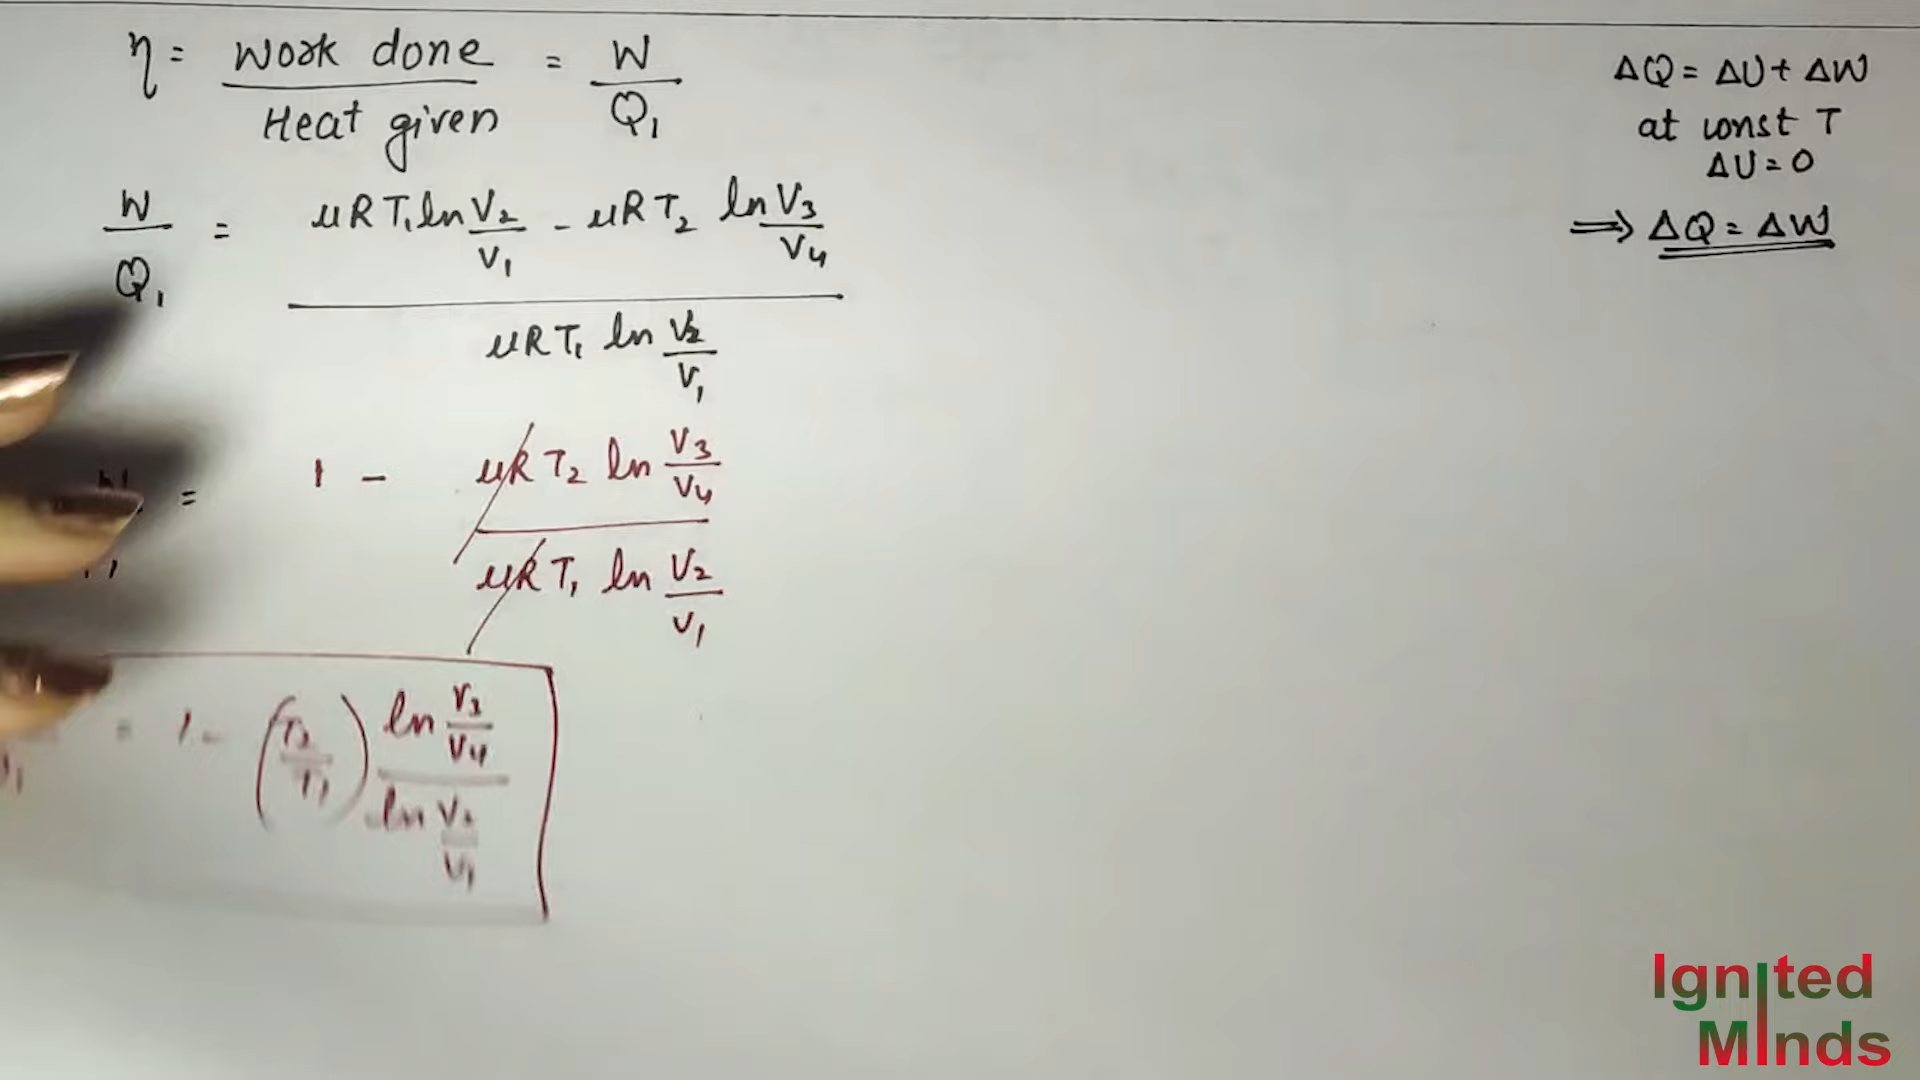 η = Work done / Heat given = W / Q₁
W / Q₁ = μRT₁ ln V₂/V₁ - μRT₂ ln V₃/V₄ / μRT₁ ln V₂/V₁
= 1 - μRT₂ ln V₃/V₄ / μRT₁ ln V₂/V₁
= 1 - (T₂/T₁) ln V₃/V₄ / ln V₂/V₁
ΔQ = ΔU + ΔW
at const T
ΔU = 0
⇒ ΔQ = ΔW
Ignited
Minds